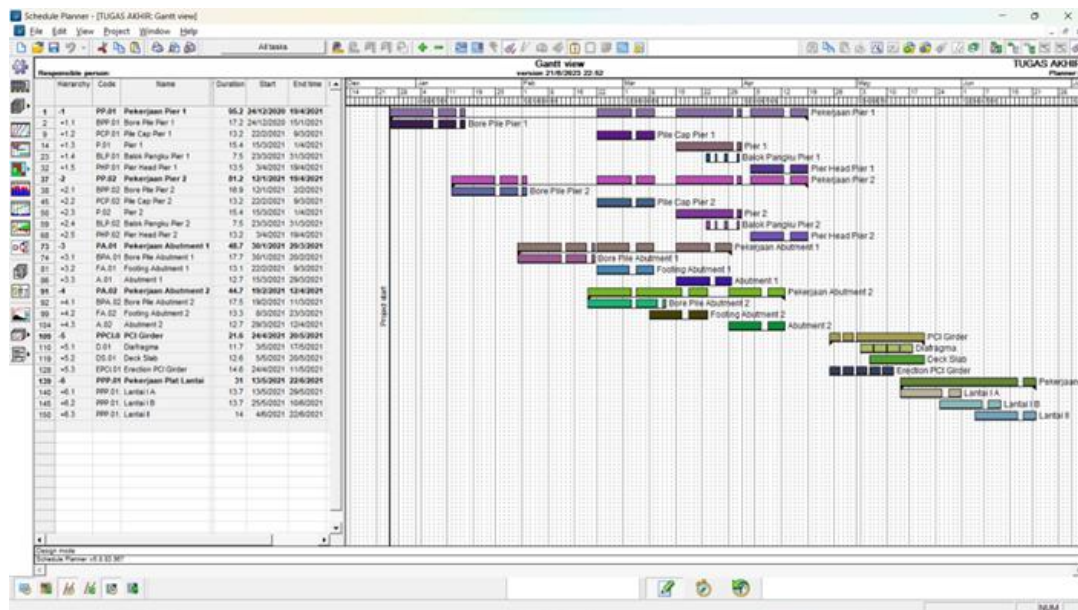 Schedule Planner - [TUGAS AKHIR: Gantt view]
File Edit View Project Window Help
All tasks
Gantt view
TUGAS AKHIR
Responsible person
version 21/6/2023 22:52
Planner
Hierarchy Code Name Duration Start End time
Dec Jan Feb Mar Apr May Jun
1 -1 PP.01 Pekerjaan Pier 1 95.2 24/12/2020 19/4/2021
2 +1.1 BPP.01 Bore Pile Pier 1 17.2 24/12/2020 15/1/2021
9 +1.2 PCP.01 Pile Cap Pier 1 13.2 22/2/2021 9/3/2021
14 +1.3 P.01 Pier 1 15.4 15/3/2021 1/4/2021
23 +1.4 BLP.01 Balok Pangku Pier 1 7.5 23/3/2021 31/3/2021
32 +1.5 PHP.01 Pier Head Pier 1 13.5 3/4/2021 19/4/2021
37 -2 PP.02 Pekerjaan Pier 2 81.2 12/1/2021 19/4/2021
38 +2.1 BPP.02 Bore Pile Pier 2 18.9 12/1/2021 2/2/2021
45 +2.2 PCP.02 Pile Cap Pier 2 13.2 22/2/2021 9/3/2021
50 +2.3 P.02 Pier 2 15.4 15/3/2021 1/4/2021
59 +2.4 BLP.02 Balok Pangku Pier 2 7.5 23/3/2021 31/3/2021
68 +2.5 PHP.02 Pier Head Pier 2 13.2 3/4/2021 19/4/2021
73 -3 PA.01 Pekerjaan Abutment 1 48.7 30/1/2021 29/3/2021
74 +3.1 BPA.01 Bore Pile Abutment 1 17.7 30/1/2021 20/2/2021
81 +3.2 FA.01 Footing Abutment 1 13.1 22/2/2021 9/3/2021
86 +3.3 A.01 Abutment 1 12.7 15/3/2021 29/3/2021
91 -4 PA.02 Pekerjaan Abutment 2 44.7 19/2/2021 12/4/2021
92 +4.1 BPA.02 Bore Pile Abutment 2 17.5 19/2/2021 11/3/2021
99 +4.2 FA.02 Footing Abutment 2 13.3 8/3/2021 23/3/2021
104 +4.3 A.02 Abutment 2 12.7 29/3/2021 12/4/2021
109 -5 PPCI.0 PCI Girder 21.6 24/4/2021 20/5/2021
110 +5.1 D.01 Diafragma 11.7 3/5/2021 17/5/2021
119 +5.2 DS.01 Deck Slab 12.6 5/5/2021 20/5/2021
128 +5.3 EPCI.01 Erection PCI Girder 14.6 24/4/2021 11/5/2021
139 -6 PPP.01 Pekerjaan Plat Lantai 31 13/5/2021 22/6/2021
140 +6.1 PPP.01. Lantai I A 13.7 13/5/2021 29/5/2021
145 +6.2 PPP.01. Lantai I B 13.7 25/5/2021 10/6/2021
150 +6.3 PPP.01. Lantai II 14 4/6/2021 22/6/2021
Project start
Pekerjaan Pier 1
Bore Pile Pier 1
Pile Cap Pier 1
Pier 1
Balok Pangku Pier 1
Pier Head Pier 1
Pekerjaan Pier 2
Bore Pile Pier 2
Pile Cap Pier 2
Pier 2
Balok Pangku Pier 2
Pier Head Pier 2
Pekerjaan Abutment 1
Bore Pile Abutment 1
Footing Abutment 1
Abutment 1
Pekerjaan Abutment 2
Bore Pile Abutment 2
Footing Abutment 2
Abutment 2
PCI Girder
Diafragma
Deck Slab
Erection PCI Girder
Pekerjaan
Lantai I A
Lantai I B
Lantai II
Design mode
NUM